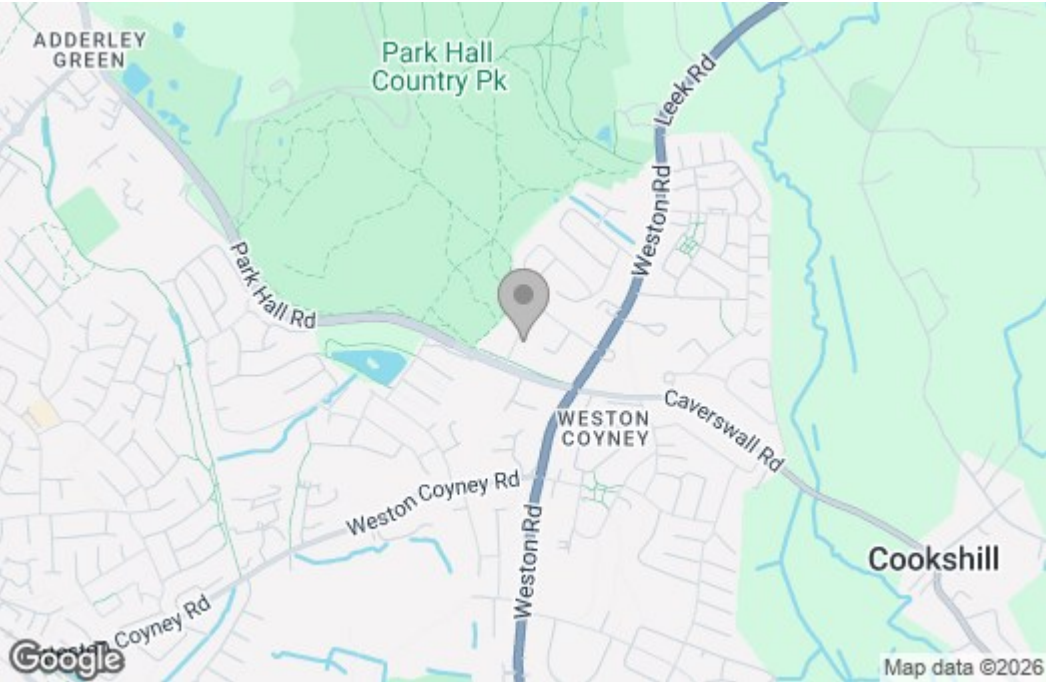 ADDERLEY
GREEN
Park Hall
Country Pk
Leek Rd
Weston Rd
Park Hall Rd
WESTON
COYNEY
Caverswall Rd
Weston Coyney Rd
Weston Rd
Cookshill
Weston Coyney Rd
Google
Map data ©2026